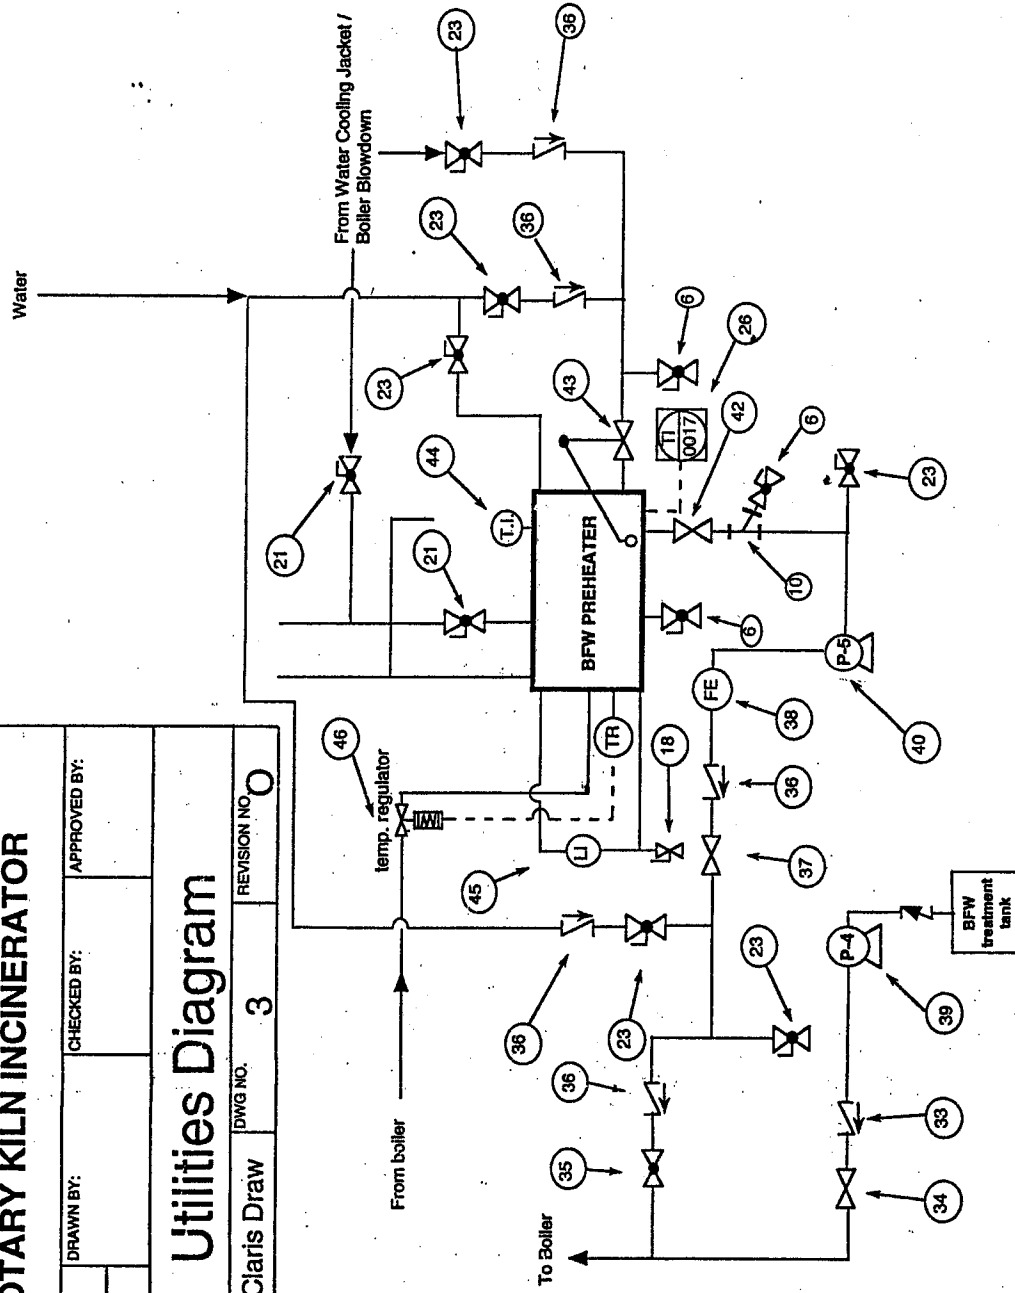 OTARY KILN INCINERATOR
DRAWN BY:
CHECKED BY:
APPROVED BY:
Utilities Diagram
Claris Draw
DWG NO.
3
REVISION NO.
O
Water
From Water Cooling Jacket /
Boiler Blowdown
23
36
23
36
23
6
26
43
TI
0017
42
44
T.I.
6
23
21
21
10
BFW PREHEATER
6
46
temp. regulator
TR
18
FE
38
P-5
40
36
45
LI
37
From boiler
36
23
23
P-4
39
BFW
treatment
tank
36
35
33
34
To Boiler